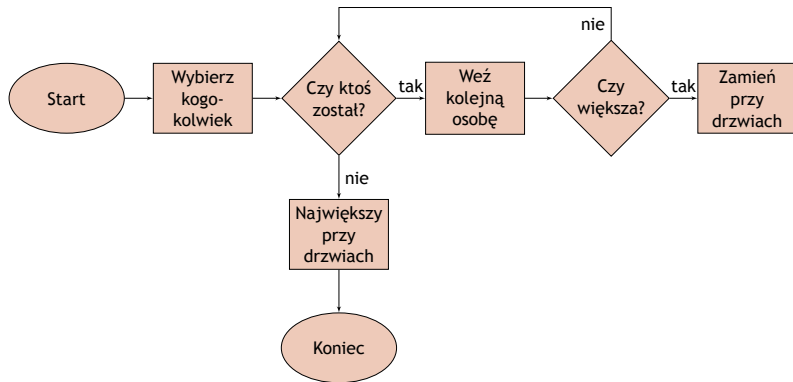 Start
Wybierz
kogo-
kolwiek
Czy ktoś
został?
tak
Weź
kolejną
osobę
Czy
większa?
nie
tak
Zamień
przy
drzwiach
nie
Największy
przy
drzwiach
Koniec